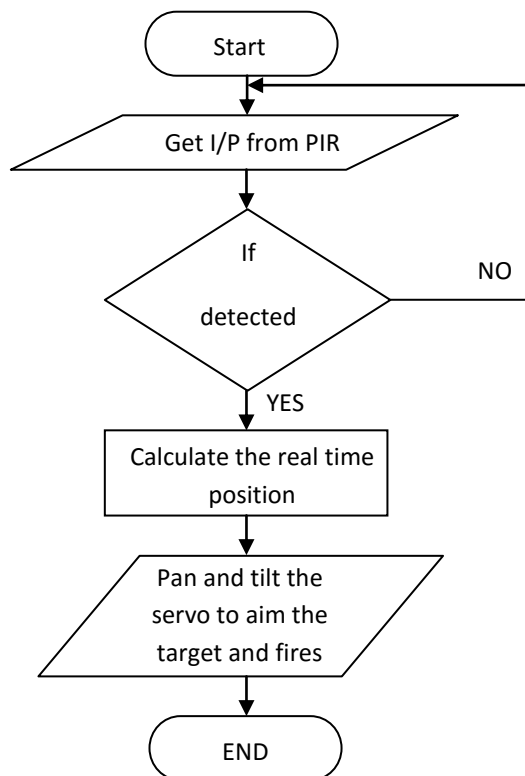 Start
Get I/P from PIR
If
detected
NO
YES
Calculate the real time
position
Pan and tilt the
servo to aim the
target and fires
END